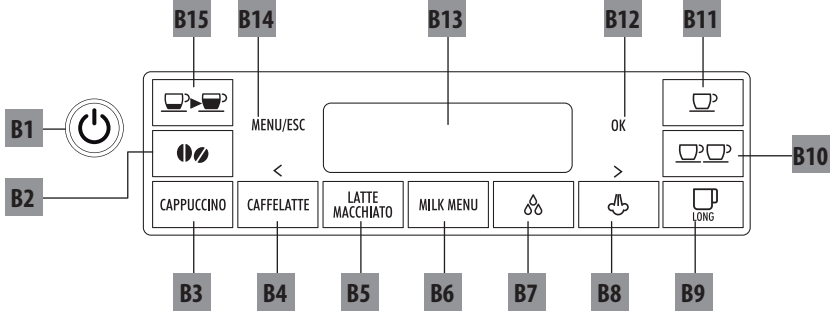 B15
B14
B13
B12
B11
B1
MENU/ESC
OK
B10
<
>
B2
CAPPUCCINO
CAFFELATTE
LATTE
MACCHIATO
MILK MENU
LONG
B3
B4
B5
B6
B7
B8
B9